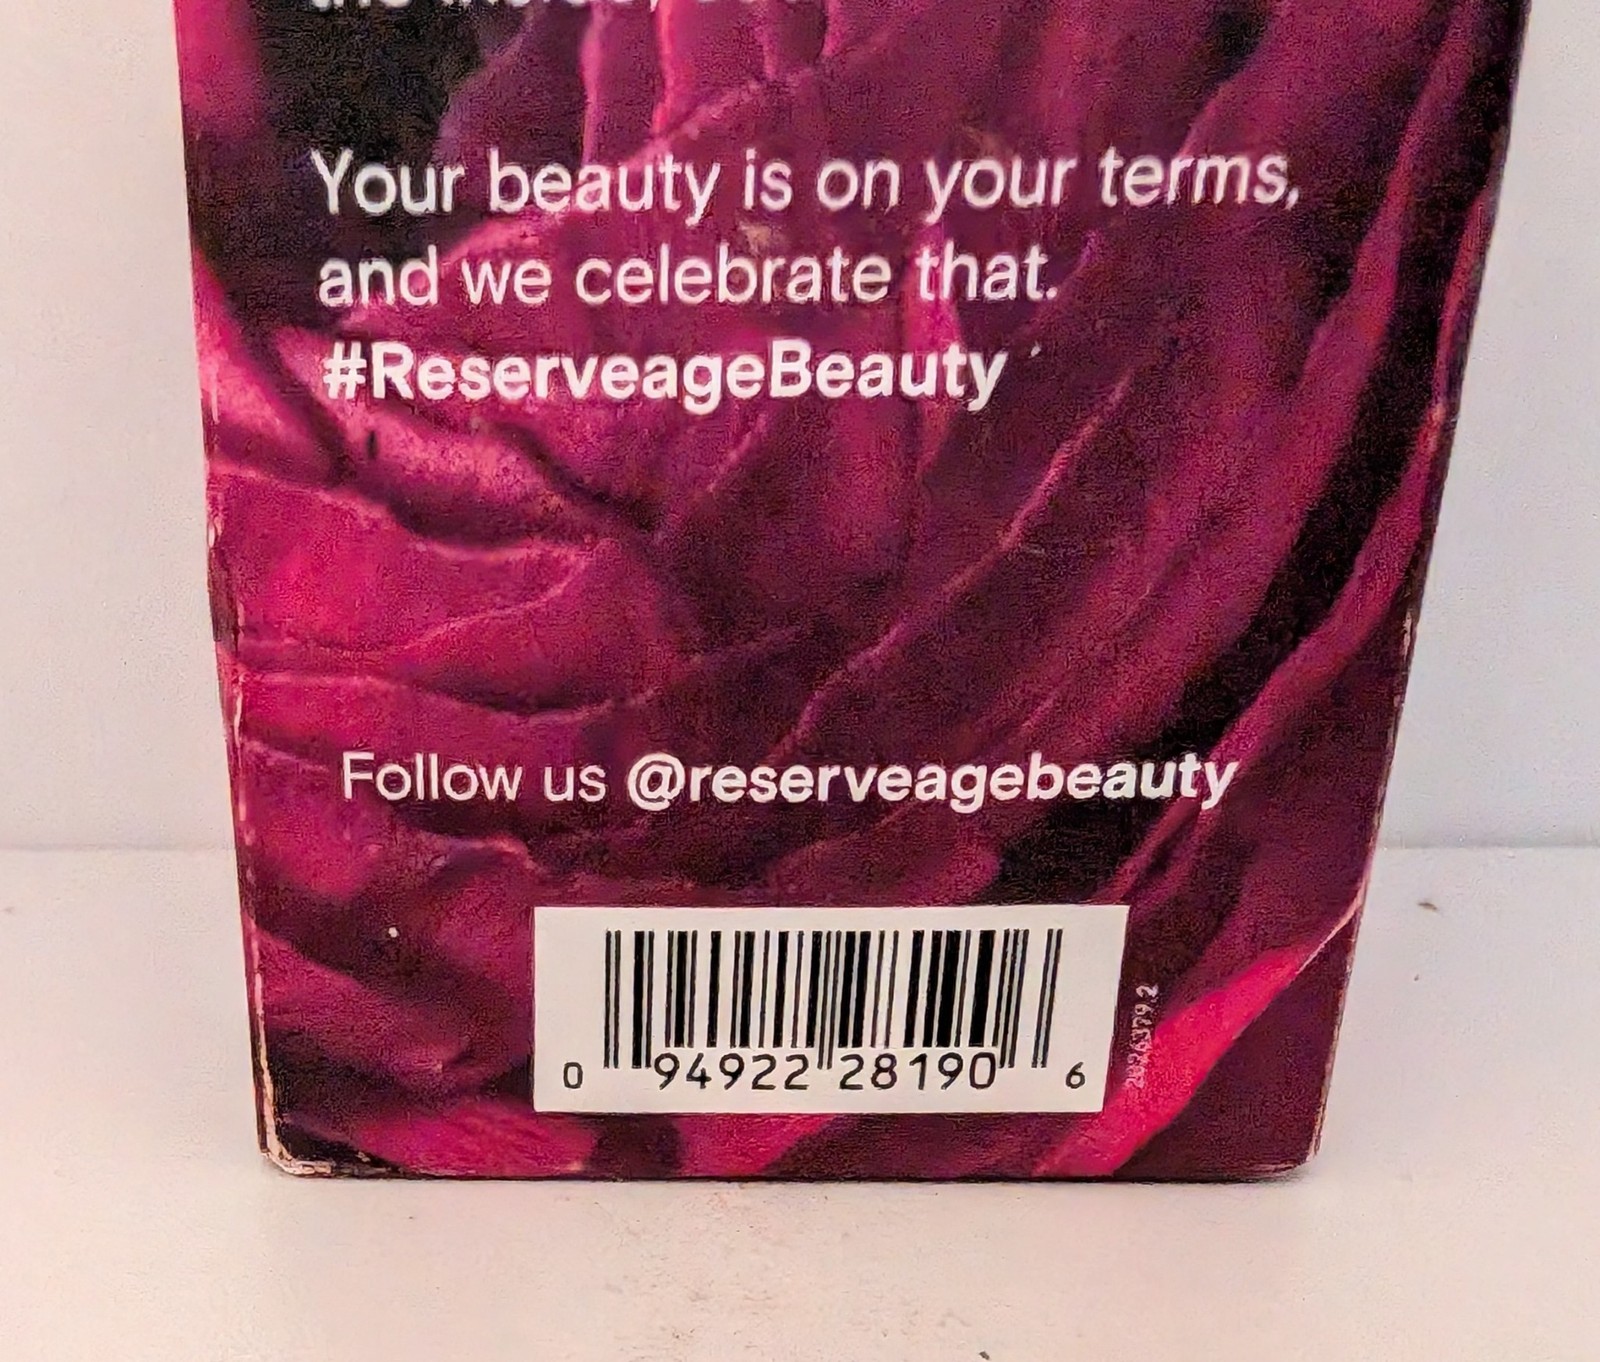 Your beauty is on your terms,
and we celebrate that.
#ReserveageBeauty
Follow us @reserveagebeauty
0 94922 28190 6